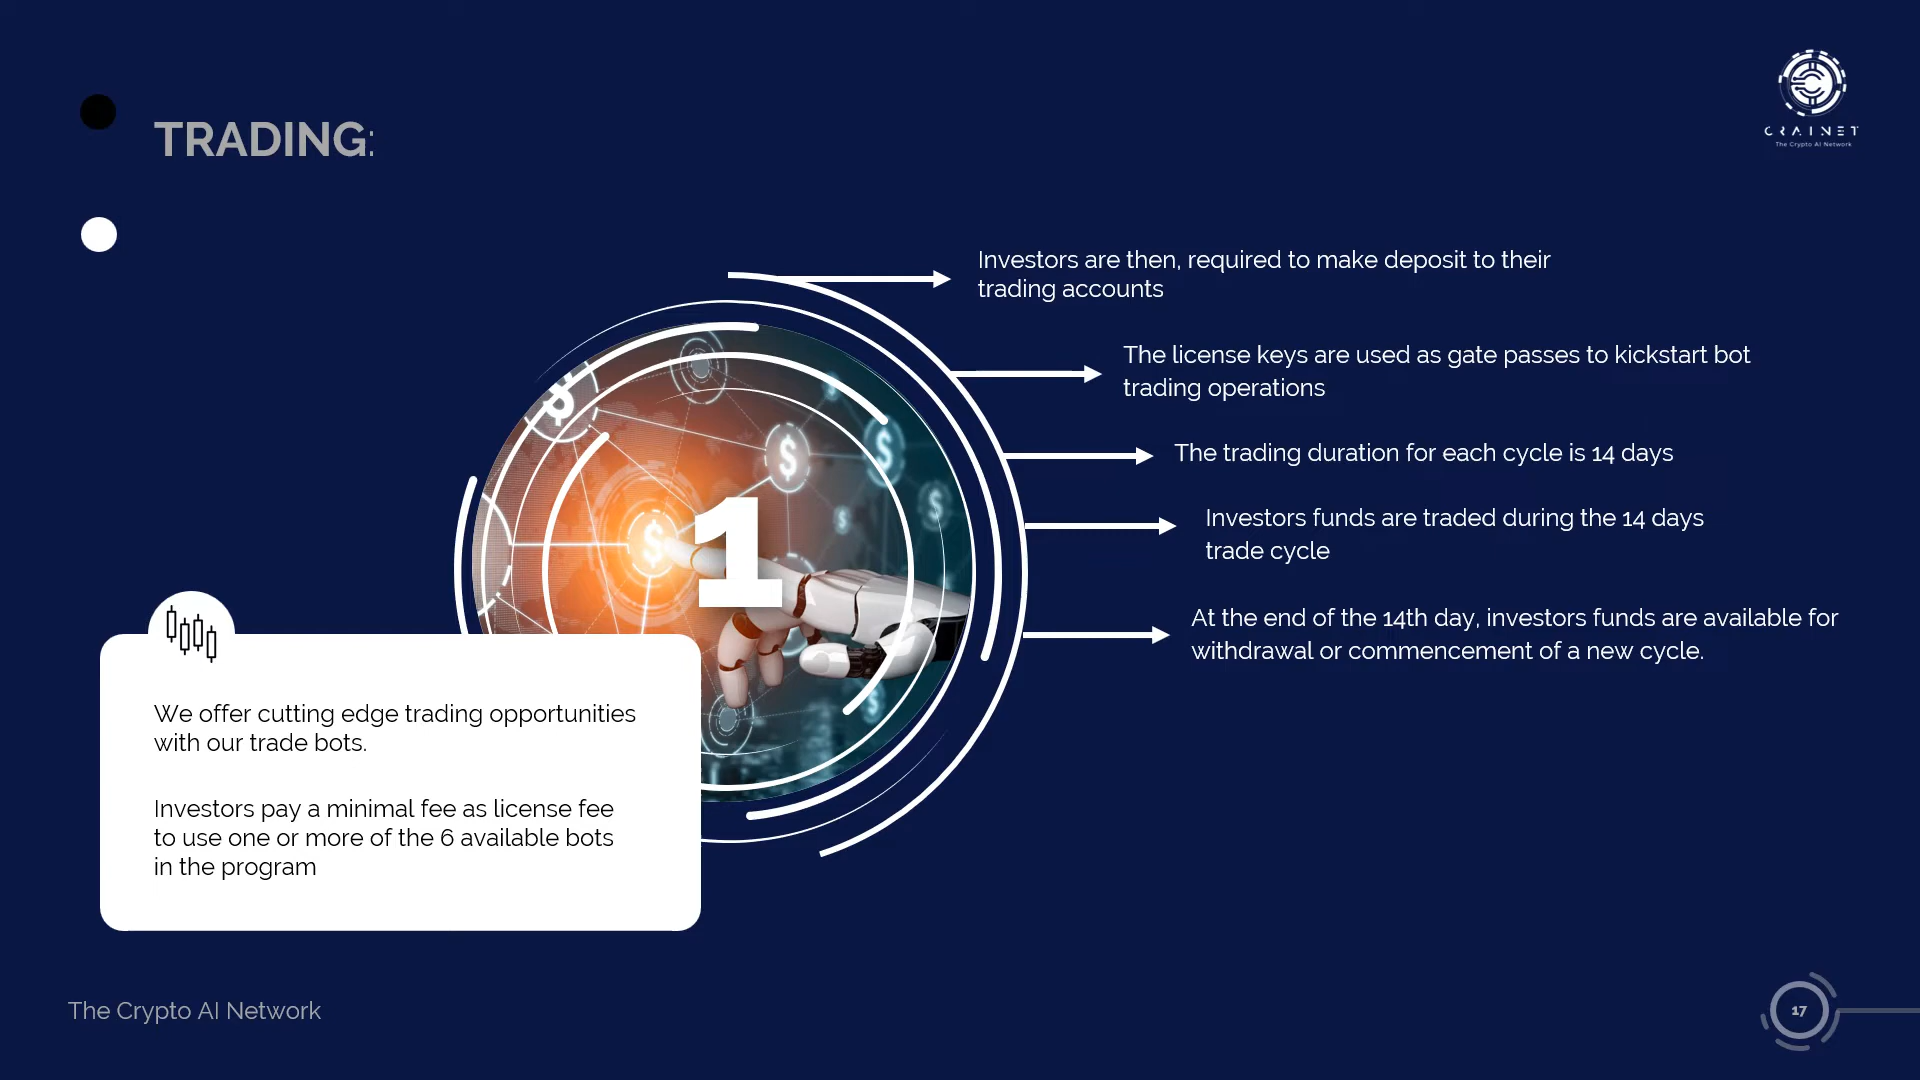 CRAINET
The Crypto AI Network
TRADING:
Investors are then, required to make deposit to their
trading accounts
The license keys are used as gate passes to kickstart bot
trading operations
The trading duration for each cycle is 14 days
Investors funds are traded during the 14 days
trade cycle
At the end of the 14th day, investors funds are available for
withdrawal or commencement of a new cycle.
1
We offer cutting edge trading opportunities
with our trade bots.
Investors pay a minimal fee as license fee
to use one or more of the 6 available bots
in the program
The Crypto AI Network
17